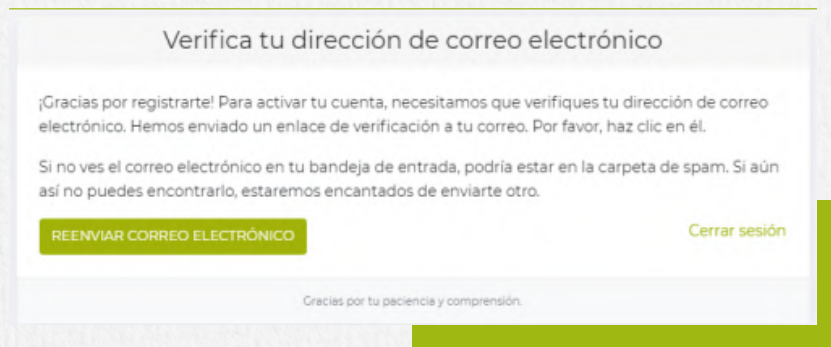 Verifica tu dirección de correo electrónico
¡Gracias por registrarte! Para activar tu cuenta, necesitamos que verifiques tu dirección de correo
electrónico. Hemos enviado un enlace de verificación a tu correo. Por favor, haz clic en él.
Si no ves el correo electrónico en tu bandeja de entrada, podría estar en la carpeta de spam. Si aún
así no puedes encontrarlo, estaremos encantados de enviarte otro.
REENVIAR CORREO ELECTRÓNICO
Cerrar sesión
Gracias por tu paciencia y comprensión.